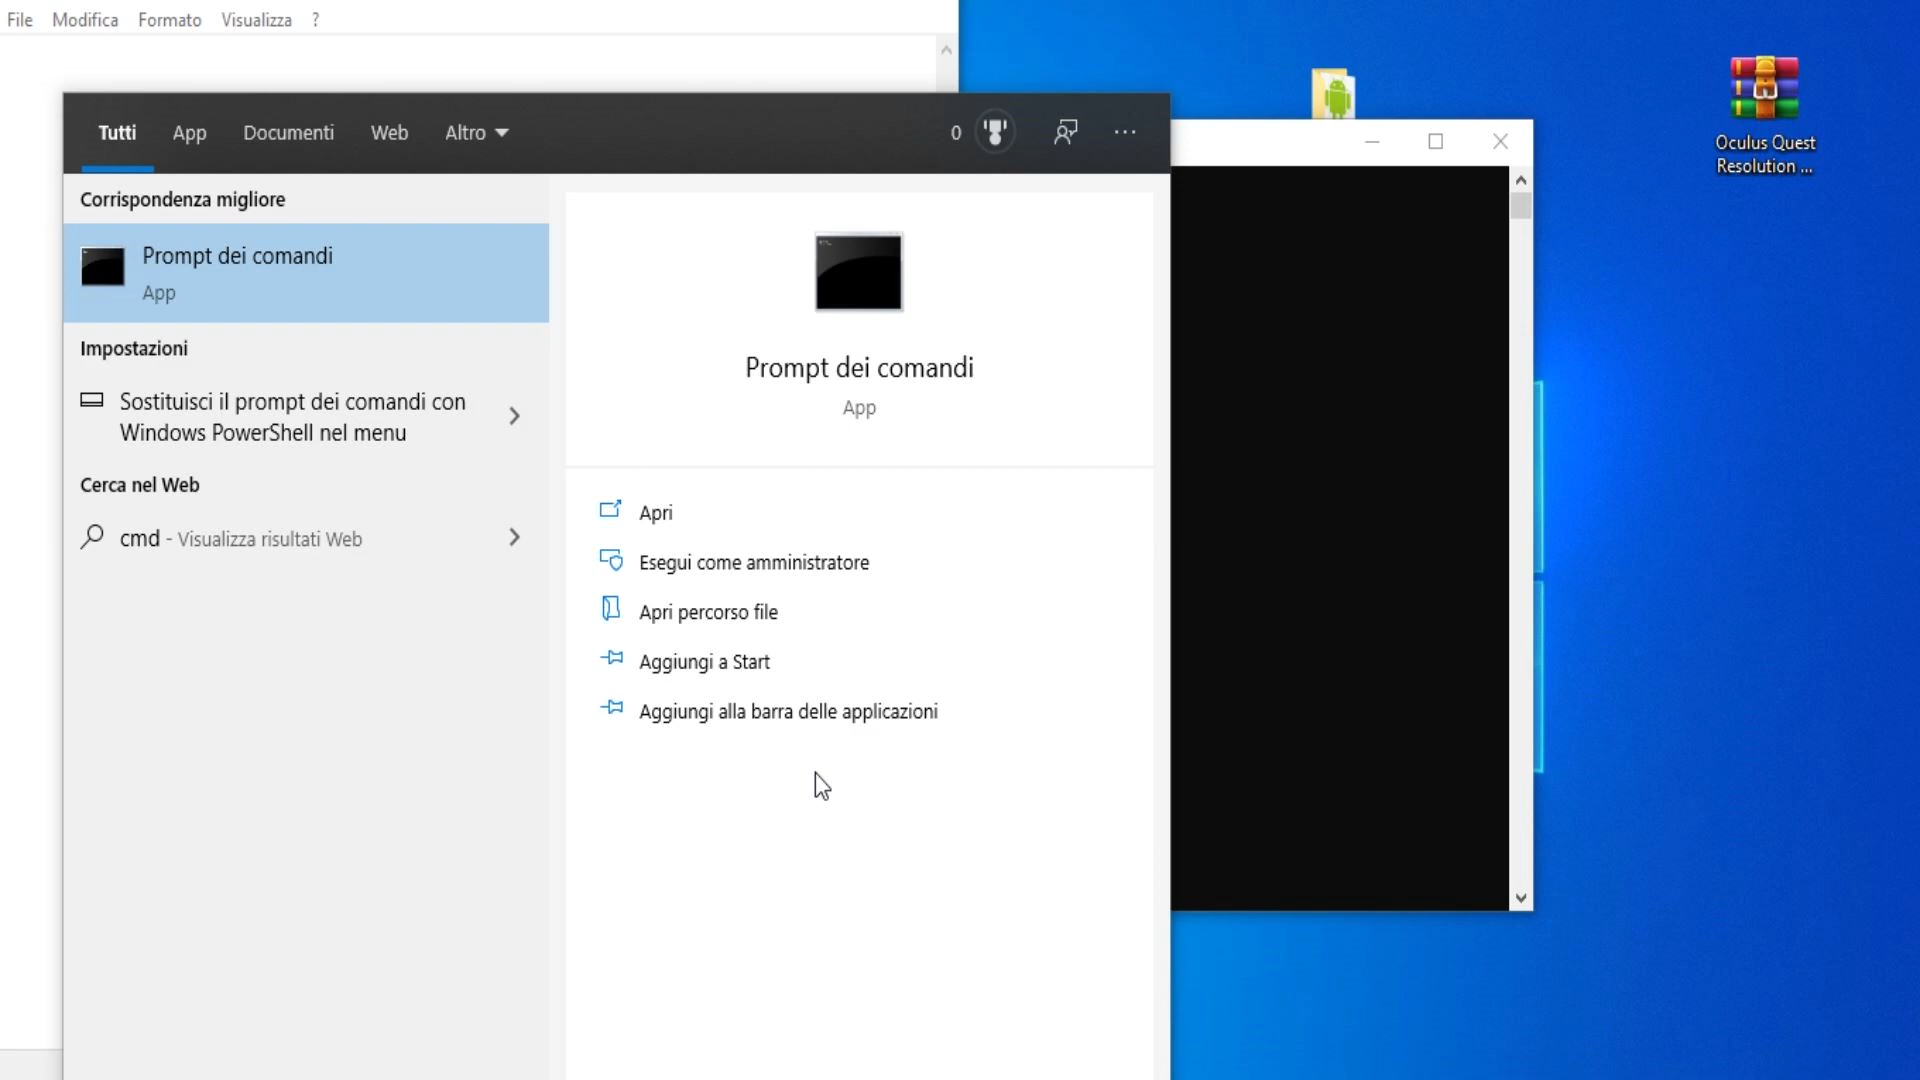 File Modifica Formato Visualizza ?
Tutti App Documenti Web Altro 0 ...
Corrispondenza migliore
Prompt dei comandi
App
Impostazioni
Sostituisci il prompt dei comandi con
Windows PowerShell nel menu
Cerca nel Web
cmd - Visualizza risultati Web
Prompt dei comandi
App
Apri
Esegui come amministratore
Apri percorso file
Aggiungi a Start
Aggiungi alla barra delle applicazioni
Oculus Quest
Resolution ...